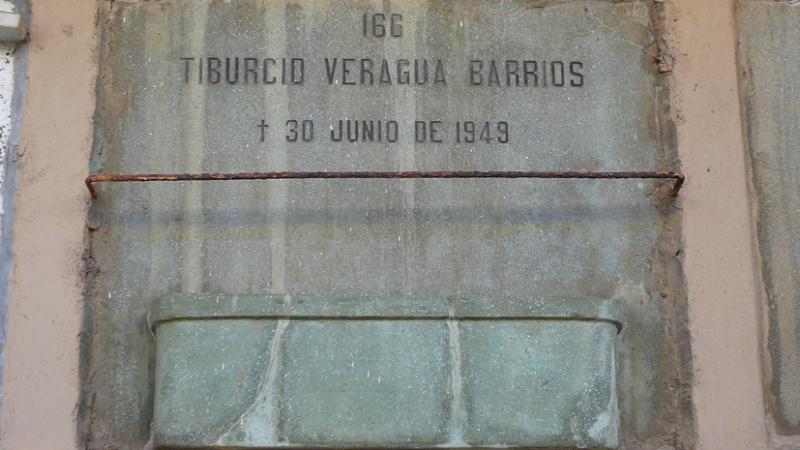 166
TIBURCIO VERAGUA BARRIOS
† 30 JUNIO DE 1949